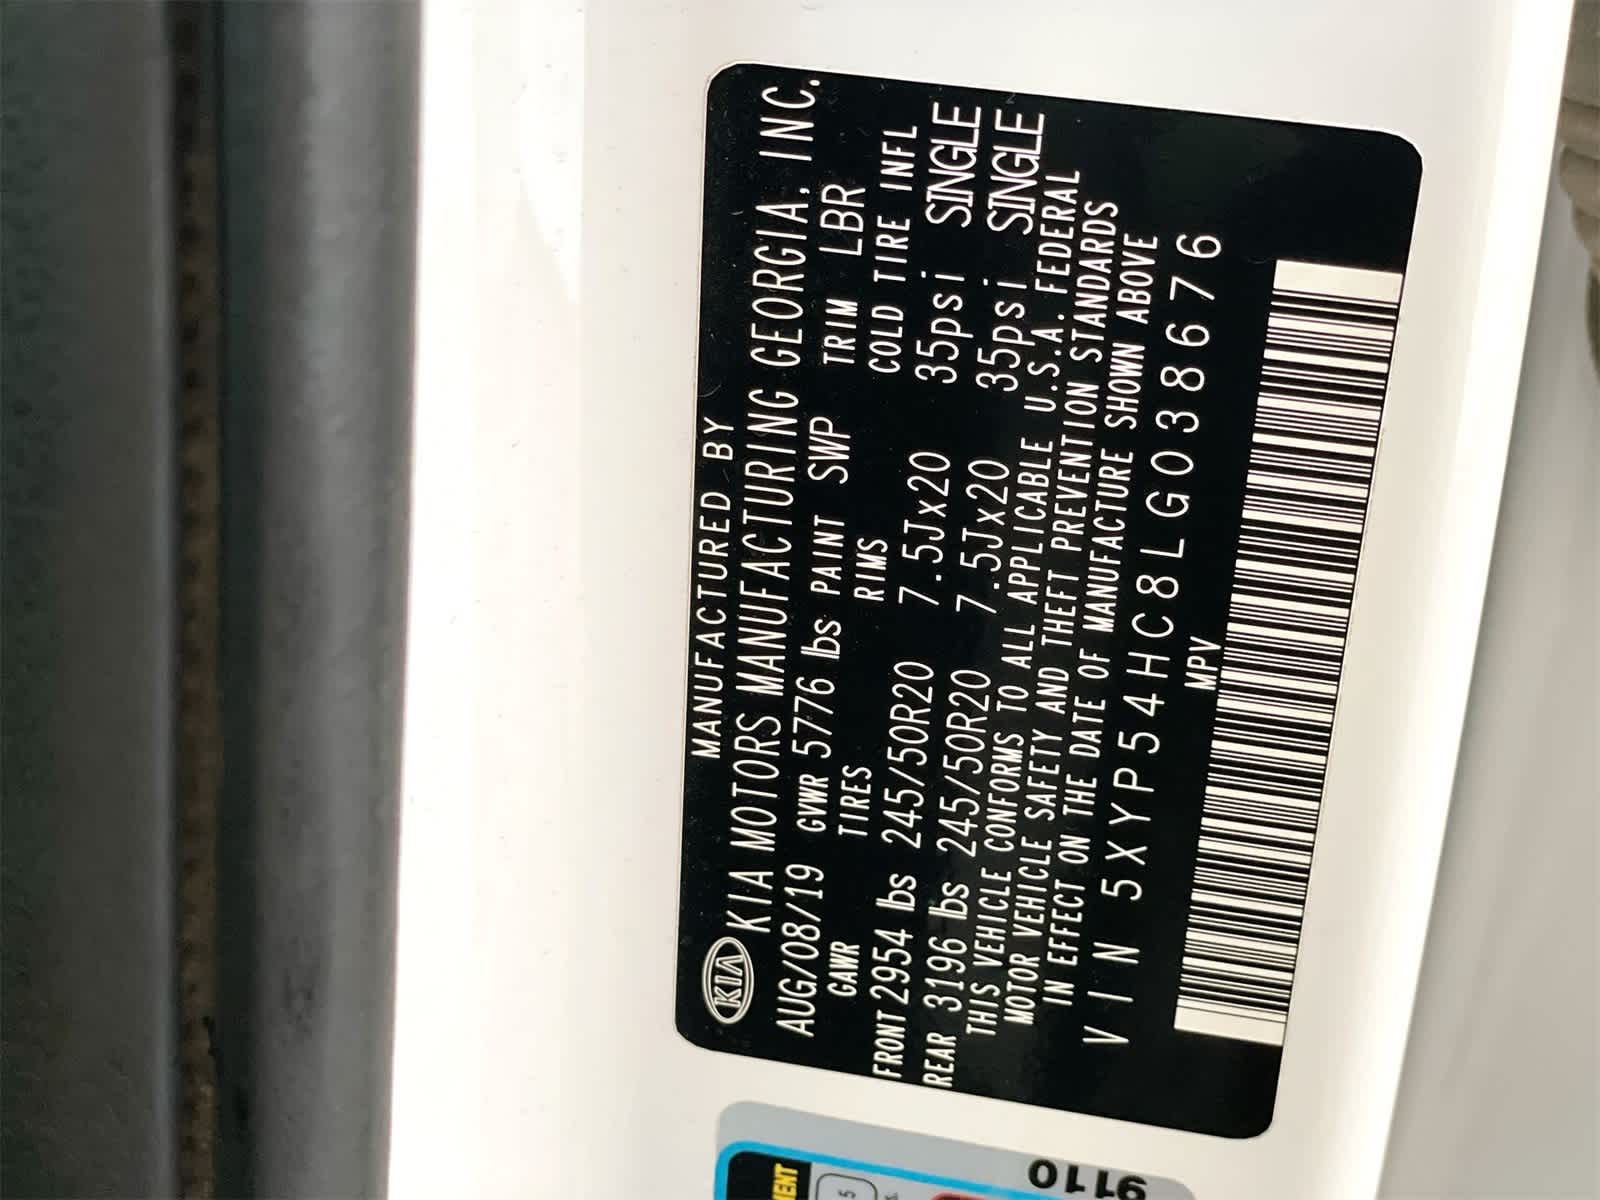 MANUFACTURED BY
KIA KIA MOTORS MANUFACTURING GEORGIA, INC.
AUG/08/19 GVWR 5776 lbs PAINT SWP TRIM LBR
GAWR TIRES RIMS COLD TIRE INFL
FRONT 2954 lbs 245/50R20 7.5Jx20 35psi SINGLE
REAR 3196 lbs 245/50R20 7.5Jx20 35psi SINGLE
THIS VEHICLE CONFORMS TO ALL APPLICABLE U.S.A. FEDERAL
MOTOR VEHICLE SAFETY AND THEFT PREVENTION STANDARDS
IN EFFECT ON THE DATE OF MANUFACTURE SHOWN ABOVE
VIN 5XYP54HC8LG038676
MPV
9110
5